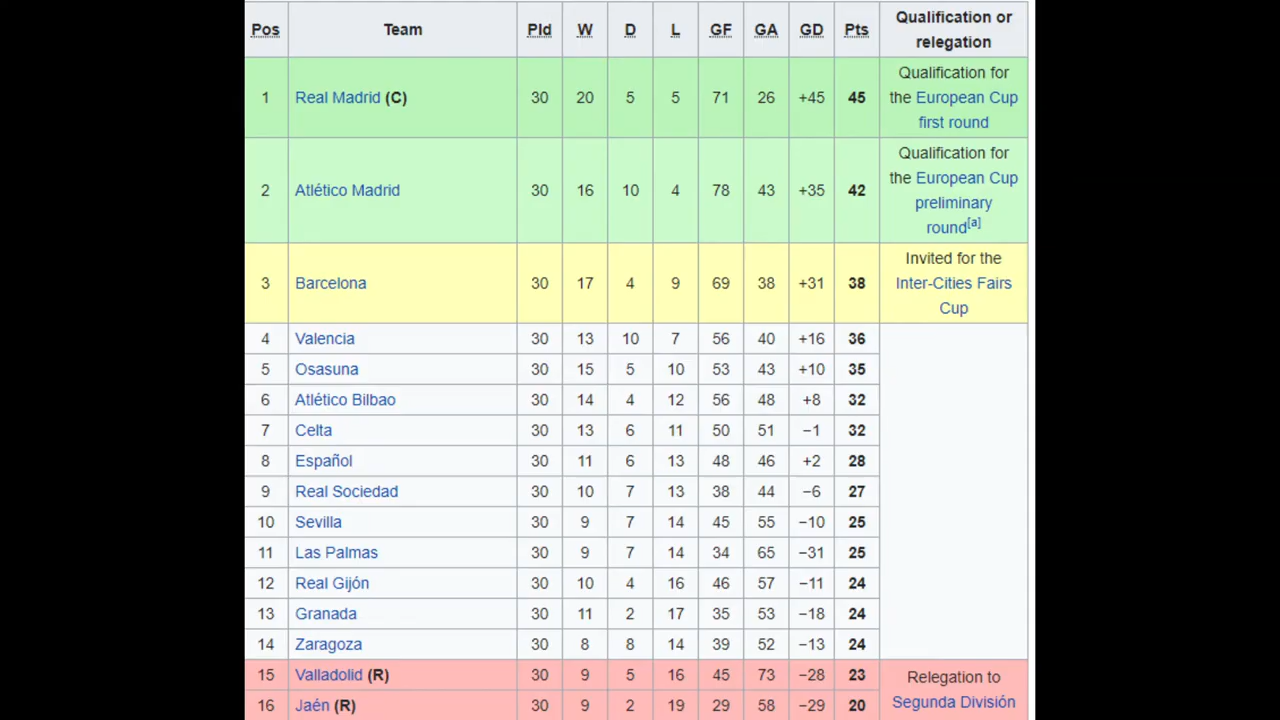 Pos Team Pld W D L GF GA GD Pts Qualification or relegation
1 Real Madrid (C) 30 20 5 5 71 26 +45 45 Qualification for the European Cup first round
2 Atlético Madrid 30 16 10 4 78 43 +35 42 Qualification for the European Cup preliminary round[a]
3 Barcelona 30 17 4 9 69 38 +31 38 Invited for the Inter-Cities Fairs Cup
4 Valencia 30 13 10 7 56 40 +16 36
5 Osasuna 30 15 5 10 53 43 +10 35
6 Atlético Bilbao 30 14 4 12 56 48 +8 32
7 Celta 30 13 6 11 50 51 −1 32
8 Español 30 11 6 13 48 46 +2 28
9 Real Sociedad 30 10 7 13 38 44 −6 27
10 Sevilla 30 9 7 14 45 55 −10 25
11 Las Palmas 30 9 7 14 34 65 −31 25
12 Real Gijón 30 10 4 16 46 57 −11 24
13 Granada 30 11 2 17 35 53 −18 24
14 Zaragoza 30 8 8 14 39 52 −13 24
15 Valladolid (R) 30 9 5 16 45 73 −28 23 Relegation to Segunda División
16 Jaén (R) 30 9 2 19 29 58 −29 20